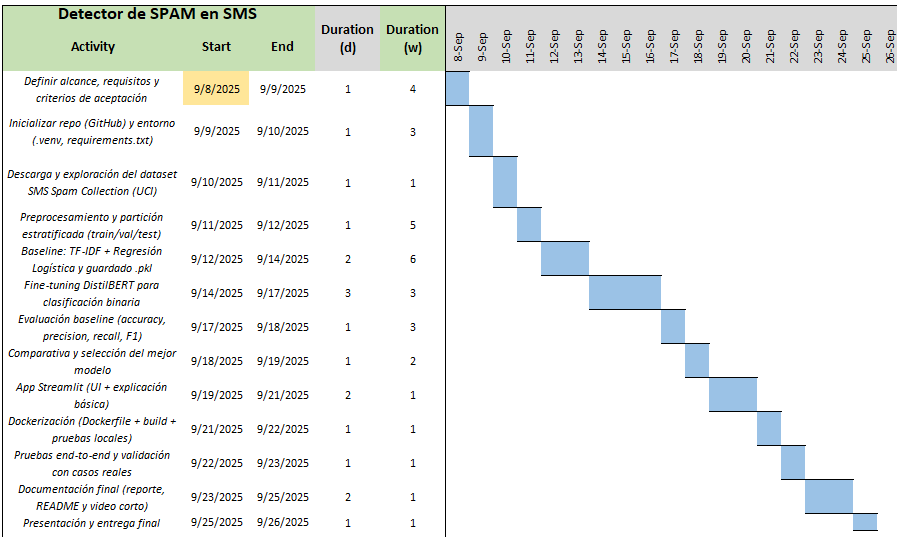 Detector de SPAM en SMS
Activity Start End Duration (d) Duration (w)
8-Sep 9-Sep 10-Sep 11-Sep 12-Sep 13-Sep 14-Sep 15-Sep 16-Sep 17-Sep 18-Sep 19-Sep 20-Sep 21-Sep 22-Sep 23-Sep 24-Sep 25-Sep 26-Sep
Definir alcance, requisitos y
criterios de aceptación
9/8/2025 9/9/2025 1 4
Inicializar repo (GitHub) y entorno
(.venv, requirements.txt)
9/9/2025 9/10/2025 1 3
Descarga y exploración del dataset
SMS Spam Collection (UCI)
9/10/2025 9/11/2025 1 1
Preprocesamiento y partición
estratificada (train/val/test)
9/11/2025 9/12/2025 1 5
Baseline: TF-IDF + Regresión
Logística y guardado .pkl
9/12/2025 9/14/2025 2 6
Fine-tuning DistilBERT para
clasificación binaria
9/14/2025 9/17/2025 3 3
Evaluación baseline (accuracy,
precision, recall, F1)
9/17/2025 9/18/2025 1 3
Comparativa y selección del mejor
modelo
9/18/2025 9/19/2025 1 2
App Streamlit (UI + explicación
básica)
9/19/2025 9/21/2025 2 1
Dockerización (Dockerfile + build +
pruebas locales)
9/21/2025 9/22/2025 1 1
Pruebas end-to-end y validación
con casos reales
9/22/2025 9/23/2025 1 1
Documentación final (reporte,
README y video corto)
9/23/2025 9/25/2025 2 1
Presentación y entrega final
9/25/2025 9/26/2025 1 1